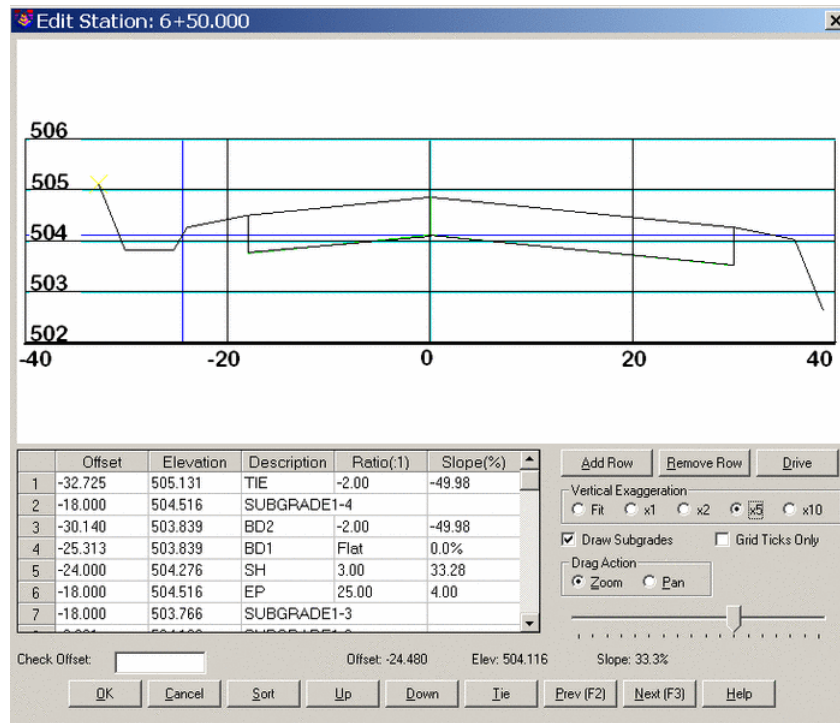 Edit Station: 6+50.000
506
505
504
503
502
-40 -20 0 20 40
Offset Elevation Description Ratio(:1) Slope(%)
1 -32.725 505.131 TIE -2.00 -49.98
2 -18.000 504.516 SUBGRADE1-4
3 -30.140 503.839 BD2 -2.00 -49.98
4 -25.313 503.839 BD1 Flat 0.0%
5 -24.000 504.276 SH 3.00 33.28
6 -18.000 504.516 EP 25.00 4.00
7 -18.000 503.766 SUBGRADE1-3
Add Row Remove Row Drive
Vertical Exaggeration
Fit x1 x2 x5 x10
Draw Subgrades Grid Ticks Only
Drag Action
Zoom Pan
Check Offset: Offset: -24.480 Elev: 504.116 Slope: 33.3%
OK Cancel Sort Up Down Tie Prev (F2) Next (F3) Help